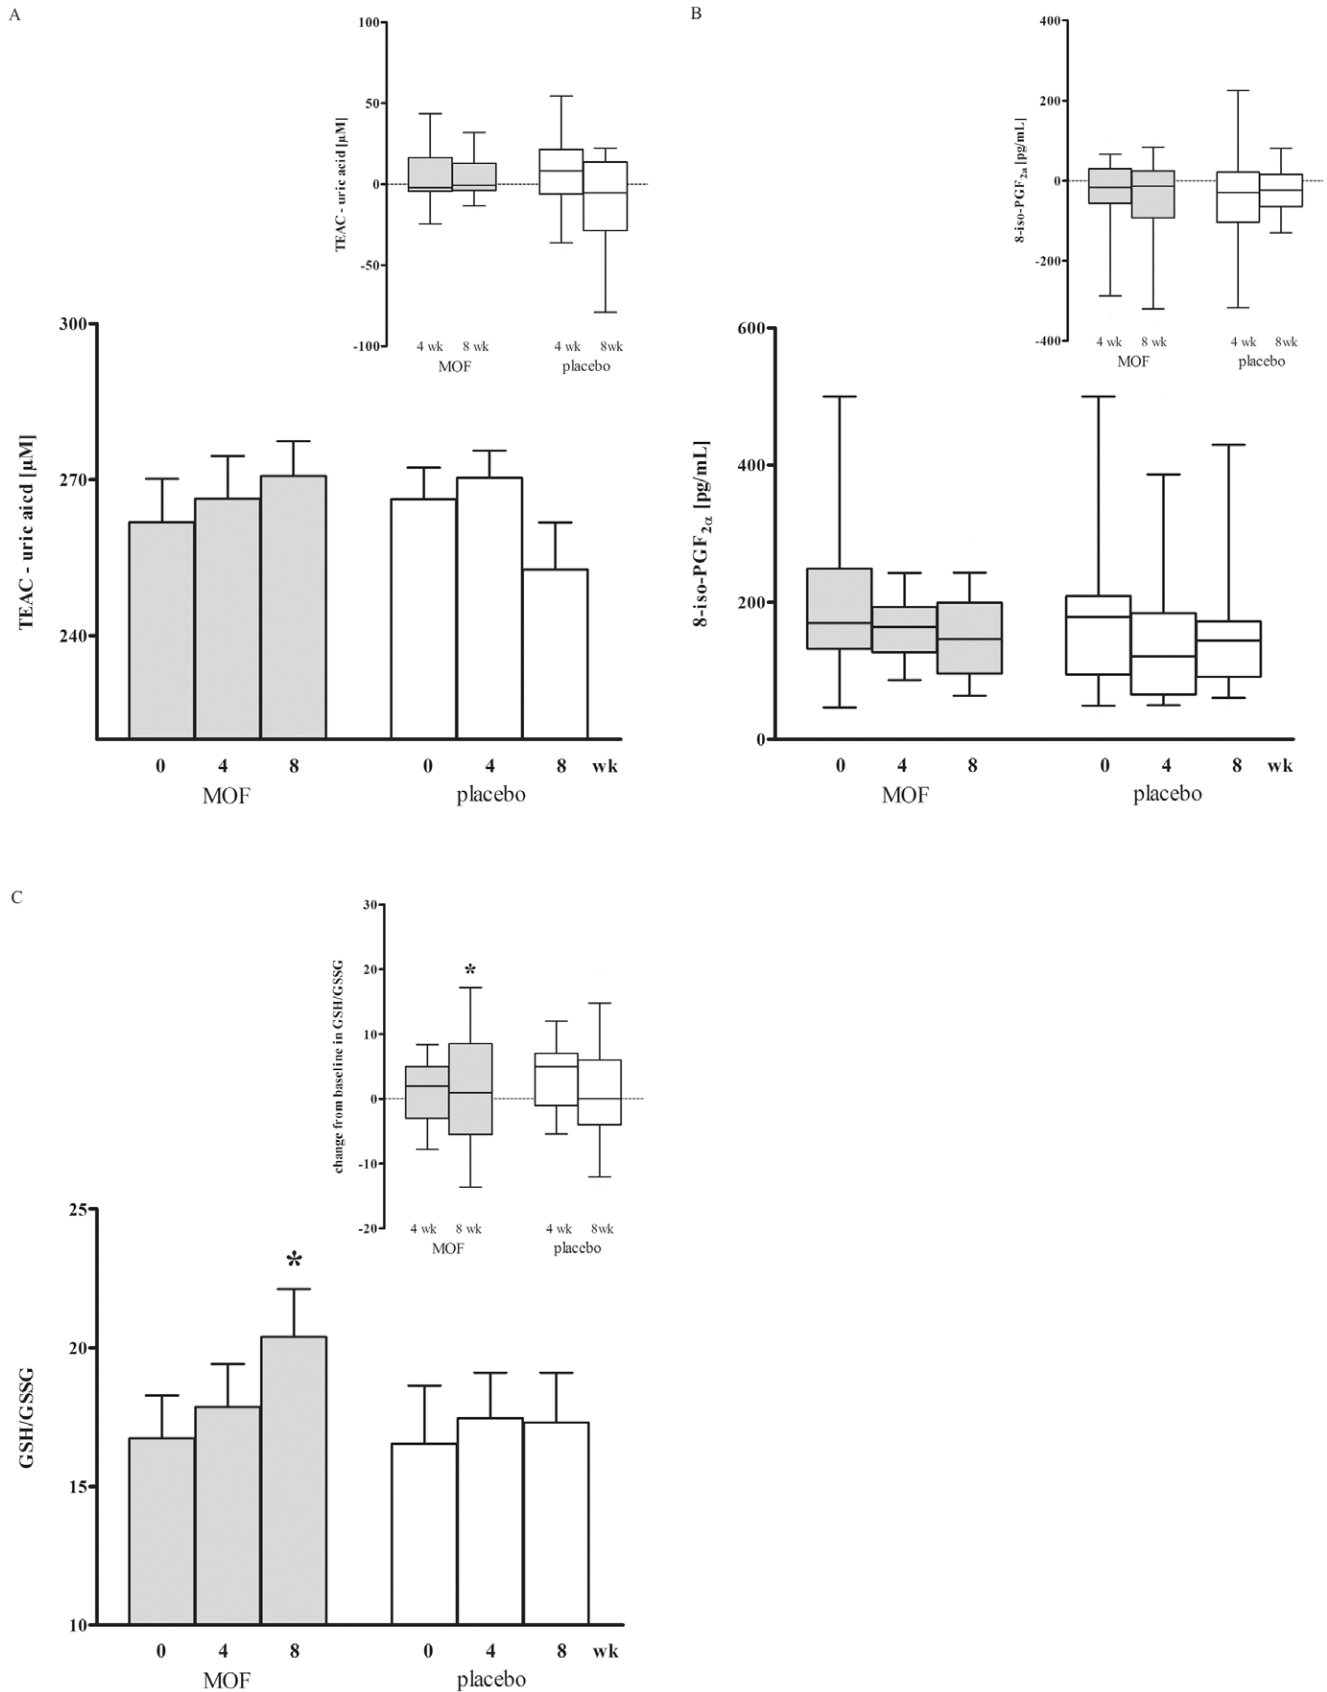 A
100
50
0
-50
-100
TEAC - uric acid [µM]
4 wk 8 wk 4 wk 8wk
MOF placebo
300
270
240
TEAC - uric aicd [µM]
0 4 8 0 4 8 wk
MOF placebo
B
400
200
0
-200
-400
8-iso-PGF2α [pg/mL]
4 wk 8 wk 4 wk 8wk
MOF placebo
600
400
200
0
8-iso-PGF2α [pg/mL]
0 4 8 0 4 8 wk
MOF placebo
C
30
20
10
0
-10
-20
change from baseline in GSH/GSSG
*
4 wk 8 wk 4 wk 8wk
MOF placebo
25
20
15
10
GSH/GSSG
*
0 4 8 0 4 8 wk
MOF placebo